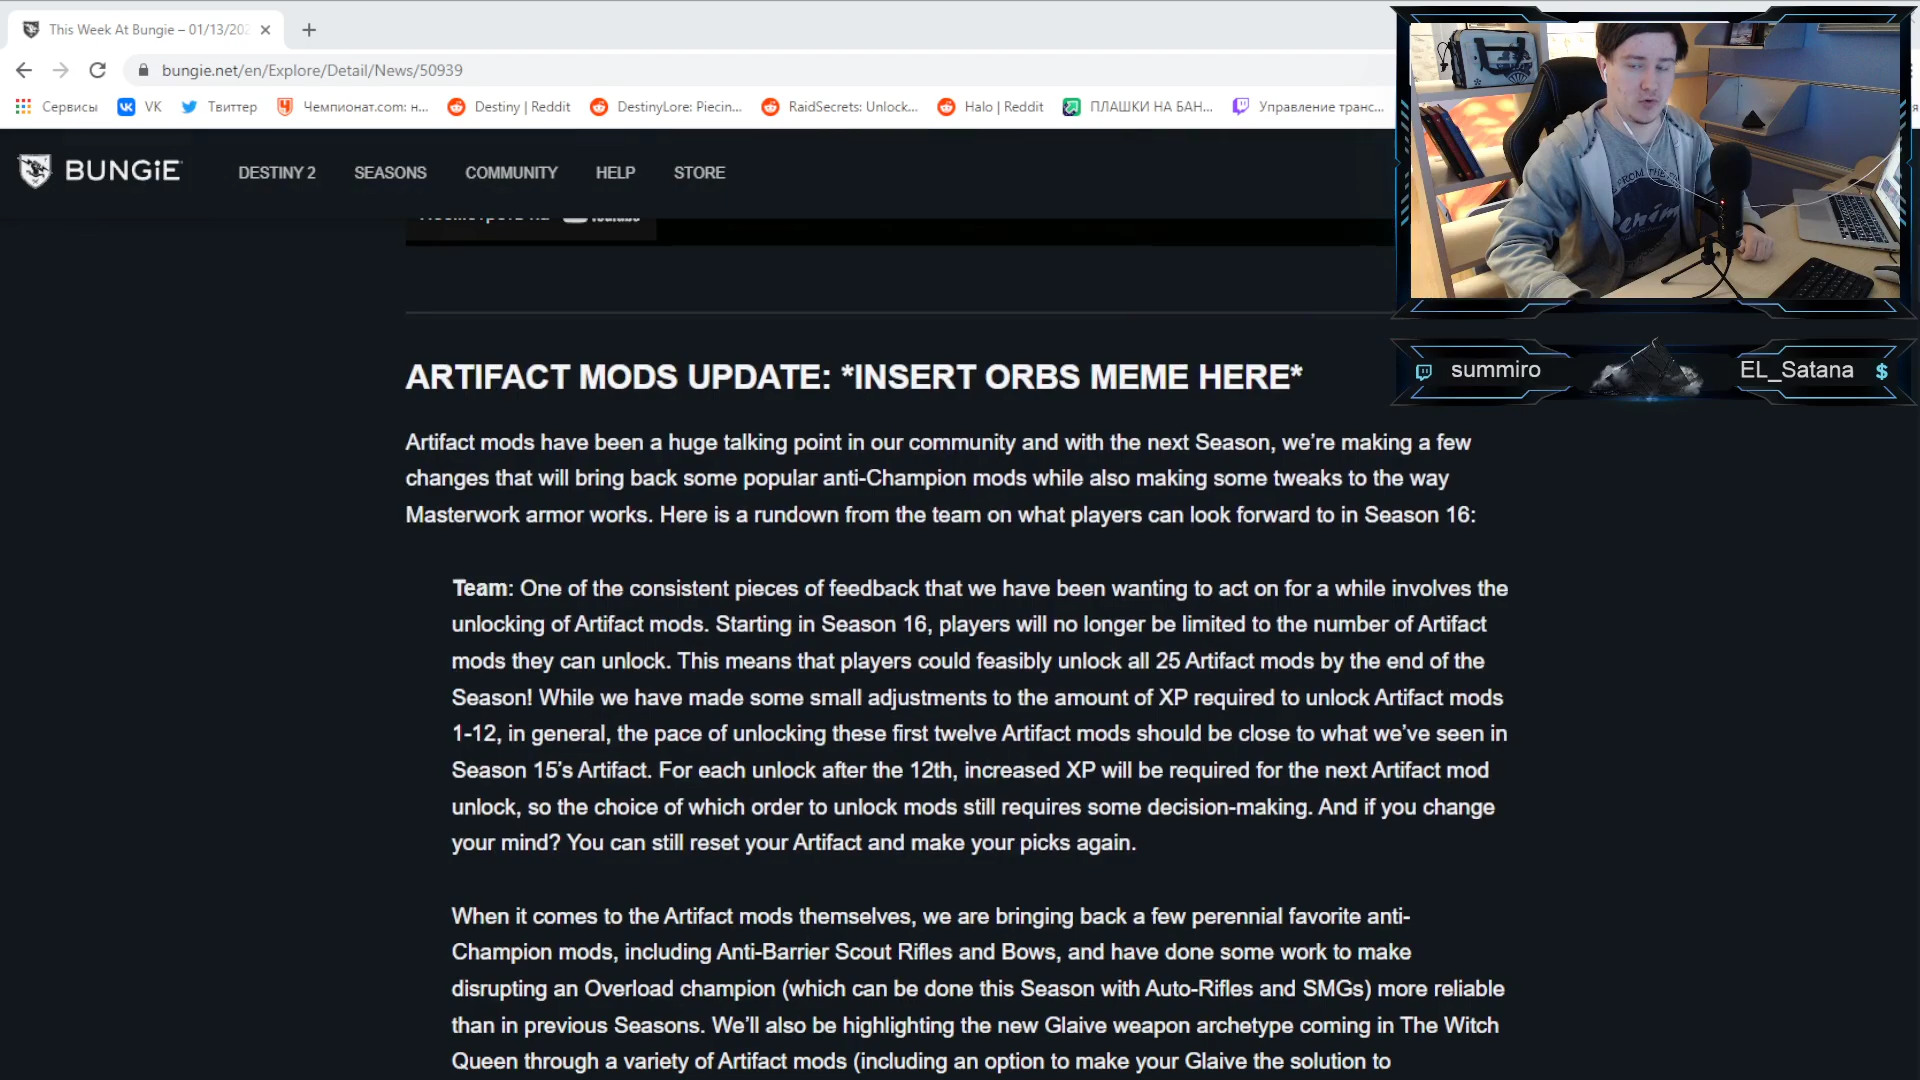 This Week At Bungie – 01/13/202
bungie.net/en/Explore/Detail/News/50939
Сервисы VK Твиттер Чемпионат.com: н... Destiny | Reddit DestinyLore: Piecin... RaidSecrets: Unlock... Halo | Reddit ПЛАШКИ НА БАН... Управление транс...
BUNGiE DESTINY 2 SEASONS COMMUNITY HELP STORE
summiro EL_Satana $
ARTIFACT MODS UPDATE: *INSERT ORBS MEME HERE*
Artifact mods have been a huge talking point in our community and with the next Season, we’re making a few
changes that will bring back some popular anti-Champion mods while also making some tweaks to the way
Masterwork armor works. Here is a rundown from the team on what players can look forward to in Season 16:
Team: One of the consistent pieces of feedback that we have been wanting to act on for a while involves the
unlocking of Artifact mods. Starting in Season 16, players will no longer be limited to the number of Artifact
mods they can unlock. This means that players could feasibly unlock all 25 Artifact mods by the end of the
Season! While we have made some small adjustments to the amount of XP required to unlock Artifact mods
1-12, in general, the pace of unlocking these first twelve Artifact mods should be close to what we’ve seen in
Season 15’s Artifact. For each unlock after the 12th, increased XP will be required for the next Artifact mod
unlock, so the choice of which order to unlock mods still requires some decision-making. And if you change
your mind? You can still reset your Artifact and make your picks again.
When it comes to the Artifact mods themselves, we are bringing back a few perennial favorite anti-
Champion mods, including Anti-Barrier Scout Rifles and Bows, and have done some work to make
disrupting an Overload champion (which can be done this Season with Auto-Rifles and SMGs) more reliable
than in previous Seasons. We’ll also be highlighting the new Glaive weapon archetype coming in The Witch
Queen through a variety of Artifact mods (including an option to make your Glaive the solution to